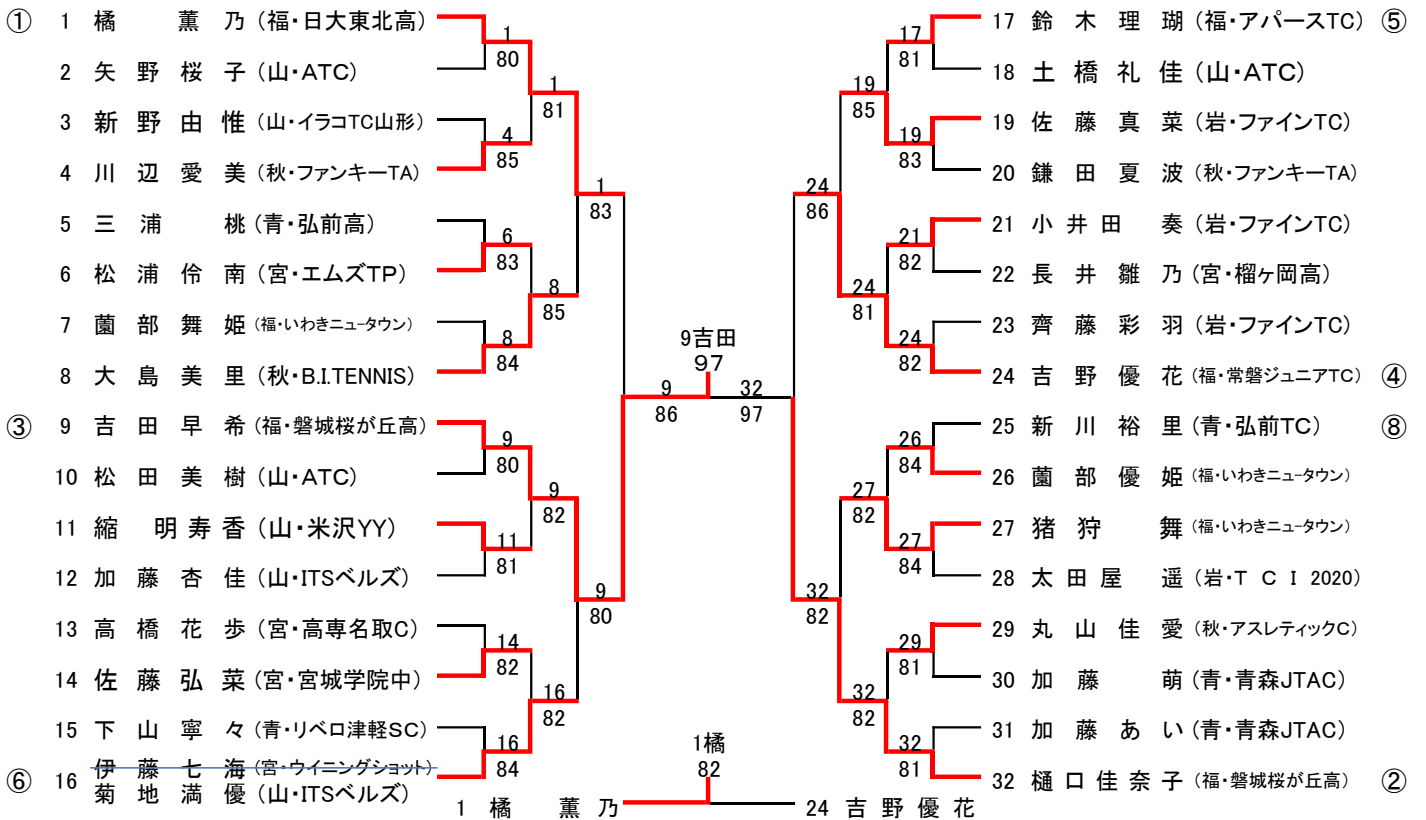 ① 1 橘 薫 乃 (福・日大東北高)
1
80
2 矢 野 桜 子 (山・ATC)
1
81
3 新 野 由 惟 (山・イラコTC山形)
4
85
4 川 辺 愛 美 (秋・ファンキーTA)
1
83
5 三 浦 桃 (青・弘前高)
6
83
6 松 浦 伶 南 (宮・エムズTP)
8
85
7 薗 部 舞 姫 (福・いわきニュータウン)
8
84
8 大 島 美 里 (秋・B.I.TENNIS)
9
86
③ 9 吉 田 早 希 (福・磐城桜が丘高)
9
80
10 松 田 美 樹 (山・ATC)
9
82
11 縮 明 寿 香 (山・米沢YY)
11
81
12 加 藤 杏 佳 (山・ITSベルズ)
9
80
13 高 橋 花 歩 (宮・高専名取C)
14
82
14 佐 藤 弘 菜 (宮・宮城学院中)
16
82
15 下 山 寧 々 (青・リベロ津軽SC)
16
84
伊 藤 七 海 (宮・ウイニングショット)
⑥ 16 菊 地 満 優 (山・ITSベルズ)
9吉田
97
32
97
17 鈴 木 理 瑚 (福・アパースTC) ⑤
17
81
18 土 橋 礼 佳 (山・ATC)
19
85
19 佐 藤 真 菜 (岩・ファインTC)
19
83
20 鎌 田 夏 波 (秋・ファンキーTA)
24
86
21 小 井 田 奏 (岩・ファインTC)
21
82
22 長 井 雛 乃 (宮・榴ヶ岡高)
24
81
23 齊 藤 彩 羽 (岩・ファインTC)
24
82
24 吉 野 優 花 (福・常磐ジュニアTC) ④
25 新 川 裕 里 (青・弘前TC) ⑧
26
84
26 薗 部 優 姫 (福・いわきニュータウン)
27
82
27 猪 狩 舞 (福・いわきニュータウン)
27
84
28 太 田 屋 遥 (岩・T C I 2020)
32
82
29 丸 山 佳 愛 (秋・アスレティックC)
29
81
30 加 藤 萌 (青・青森JTAC)
32
82
31 加 藤 あ い (青・青森JTAC)
32
81
32 樋 口 佳 奈 子 (福・磐城桜が丘高) ②
1橘
82
1 橘 薫 乃 24 吉 野 優 花